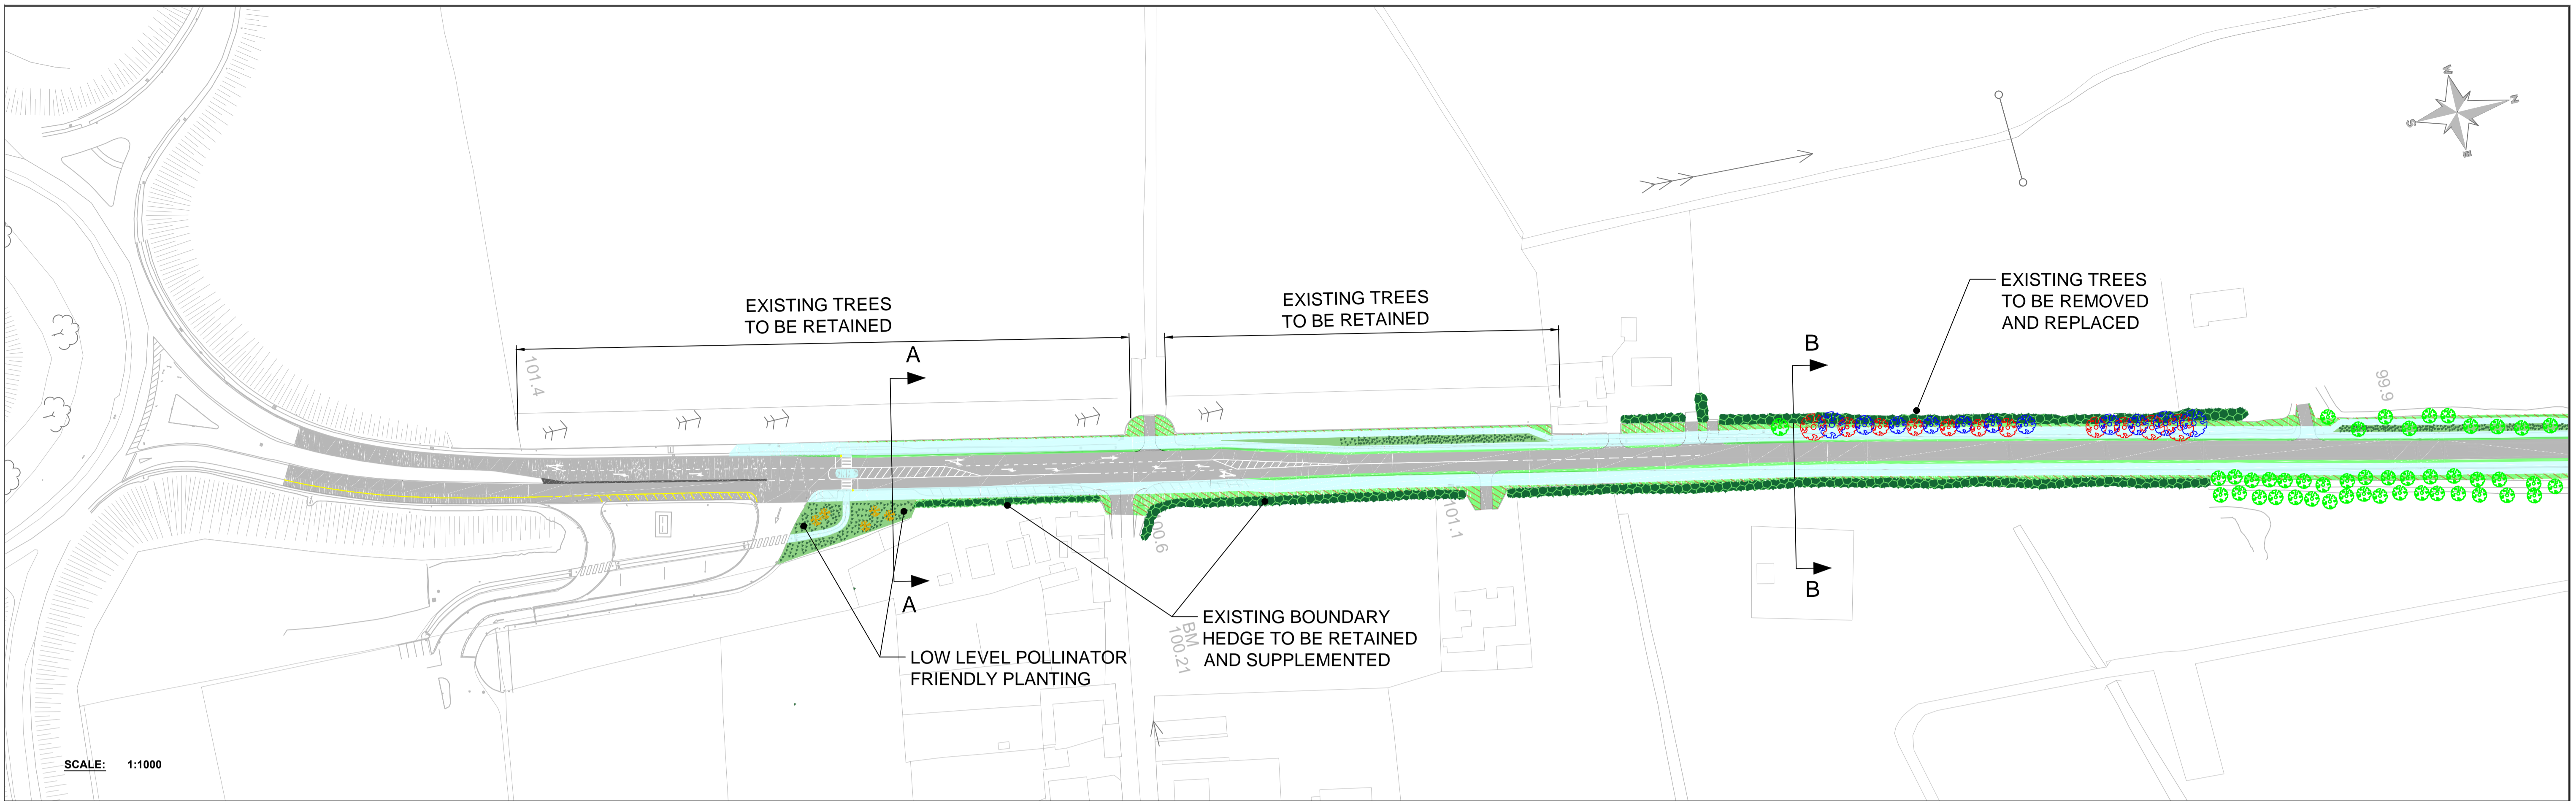 EXISTING TREES
TO BE RETAINED
EXISTING TREES
TO BE RETAINED
EXISTING TREES
TO BE REMOVED
AND REPLACED
W
N
S
E
101.4
A
B
99.9
A
B
00.6
101.1
BM
100.21
LOW LEVEL POLLINATOR
FRIENDLY PLANTING
EXISTING BOUNDARY
HEDGE TO BE RETAINED
AND SUPPLEMENTED
SCALE: 1:1000